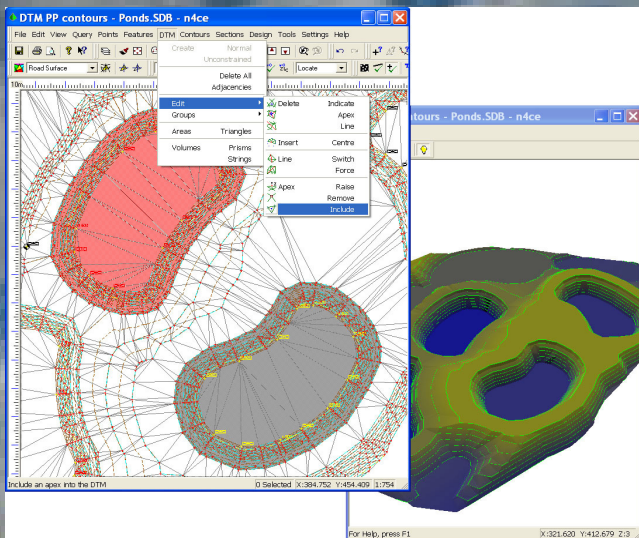 DTM PP contours - Ponds.SDB - n4ce
File Edit View Query Points Features DTM Contours Sections Design Tools Settings Help
Road Surface
Locate
10m
Create Normal
Unconstrained
Delete All
Adjacencies
Edit
Groups
Areas Triangles
Volumes Prisms
Strings
Delete Indicate
Apex
Line
Insert Centre
Line Switch
Force
Apex Raise
Remove
Include
Include an apex into the DTM
0 Selected X:384.752 Y:454.409 1:754
tours - Ponds.SDB - n4ce
For Help, press F1
X:321.620 Y:412.679 Z:3